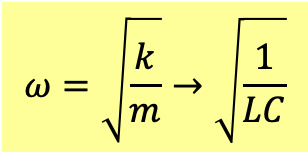 ω = √(k/m) → √(1/LC)